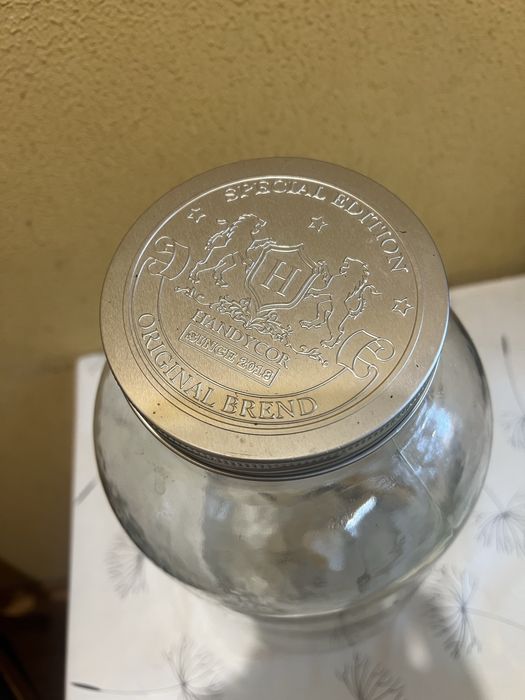 SPECIAL EDITION
H
HANDYCOR
SINCE 2018
ORIGINAL BREND